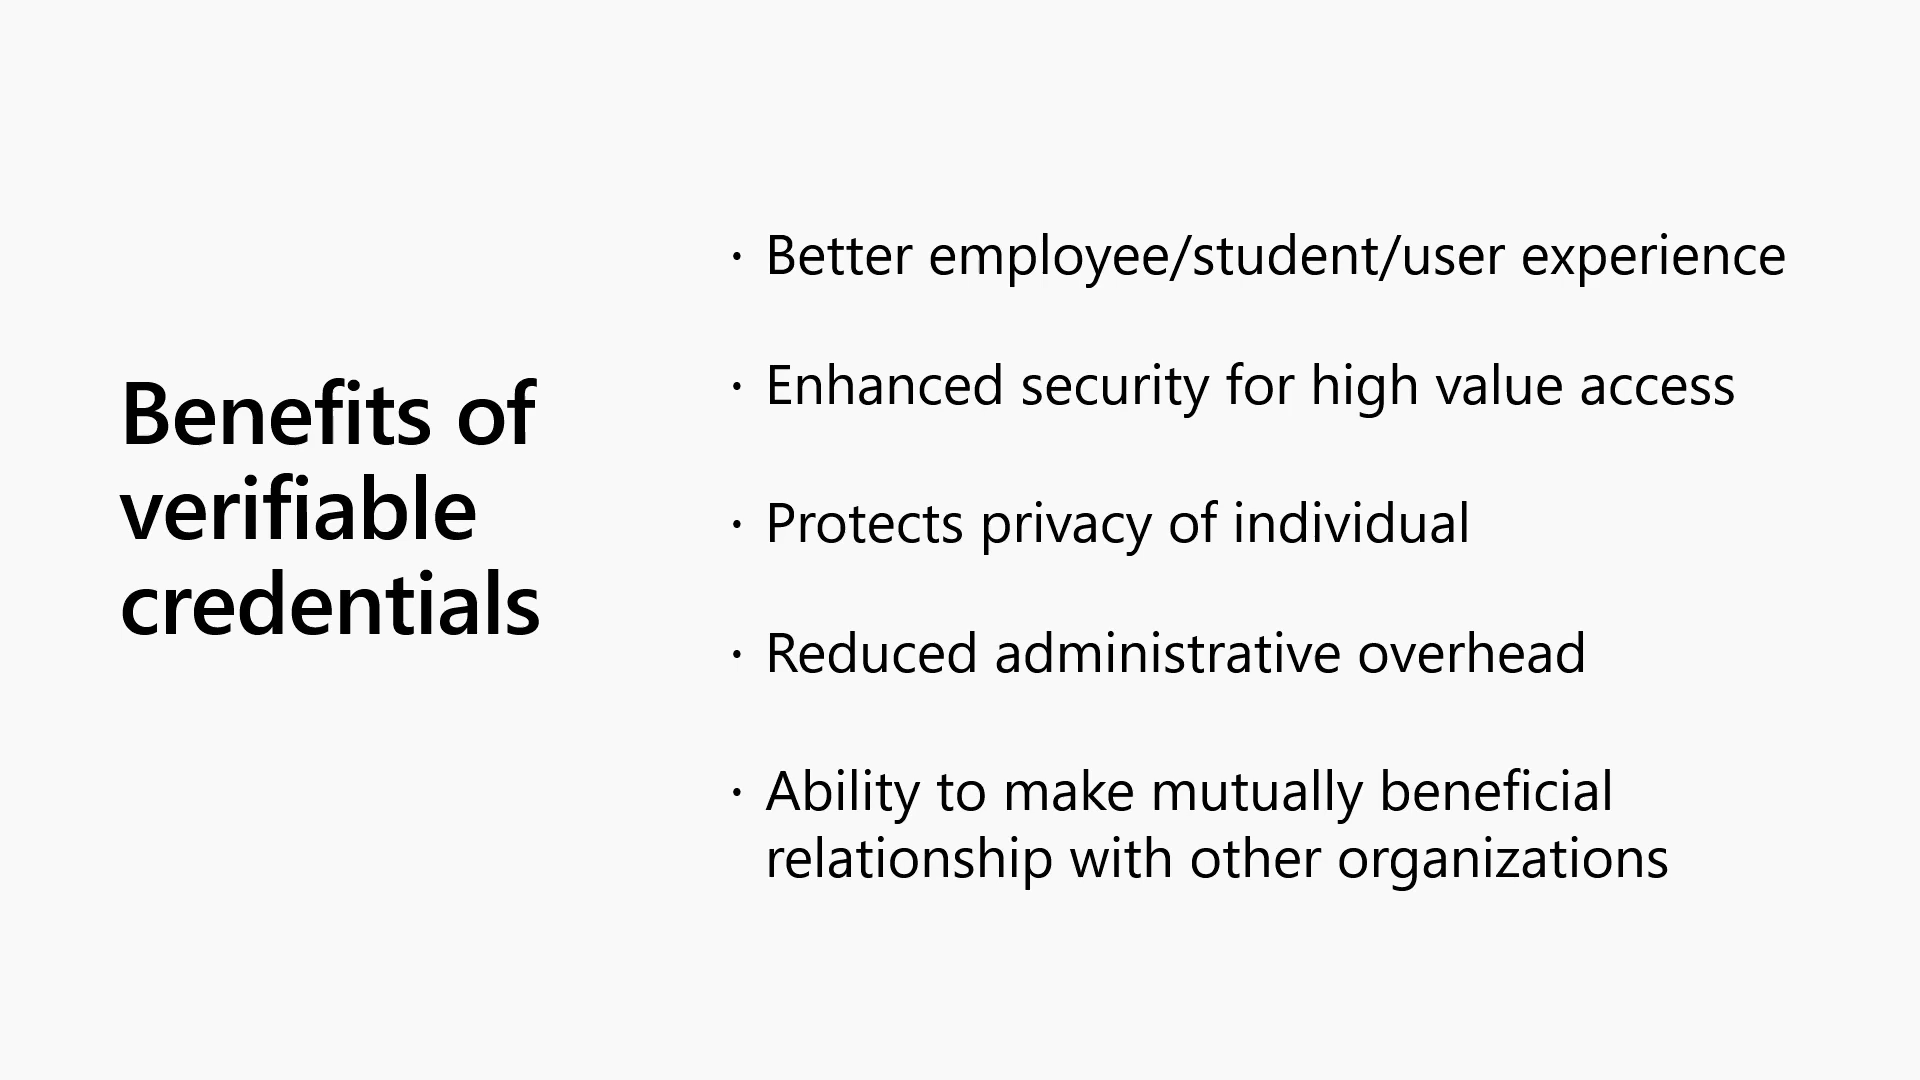 Benefits of
verifiable
credentials
· Better employee/student/user experience
· Enhanced security for high value access
· Protects privacy of individual
· Reduced administrative overhead
· Ability to make mutually beneficial
relationship with other organizations